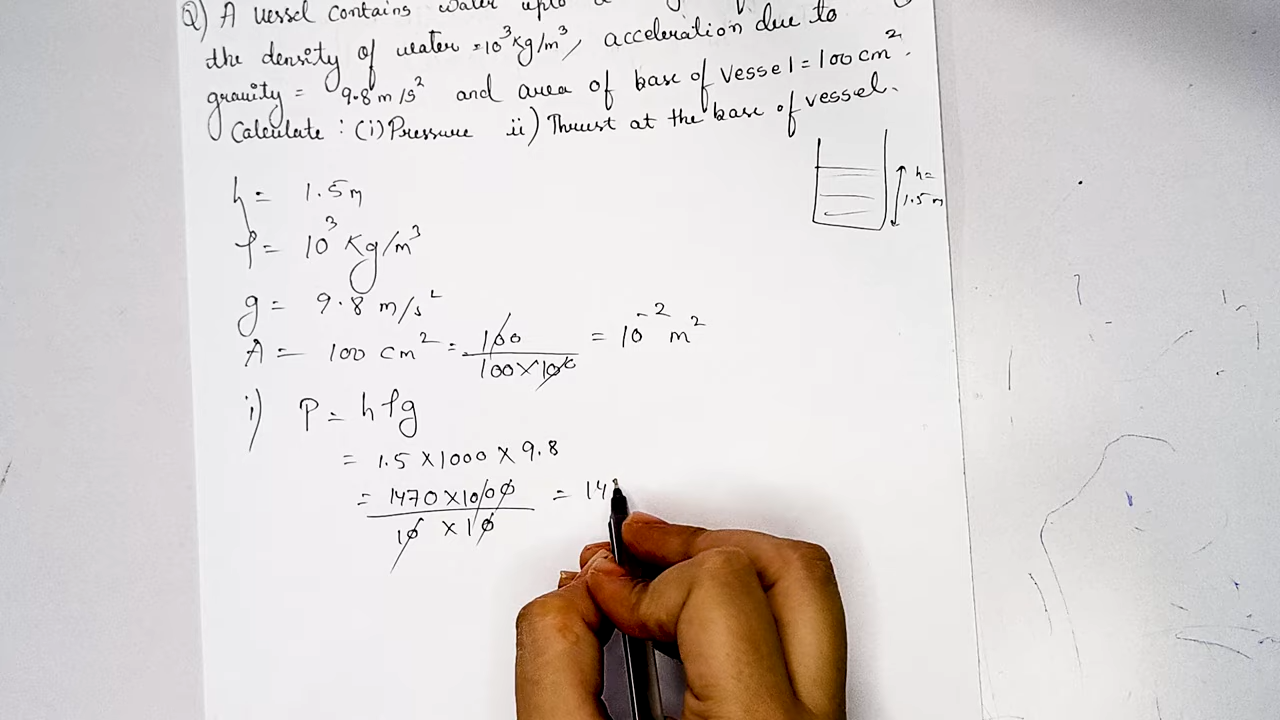 Q) A vessel contains water upto a
the density of water = 10³ Kg/m³, acceleration due to
gravity = 9.8 m/s² and area of base of vessel = 100 cm².
Calculate : (i) Pressure ii) Thrust at the base of vessel.
h =
1.5 m
h = 1.5 m
ρ = 10³ Kg/m³
g = 9.8 m/s²
A = 100 cm² = 100 / 100 × 100 = 10⁻² m²
i) P = hρg
= 1.5 × 1000 × 9.8
= 1470 × 1000 / 10 × 10 = 14